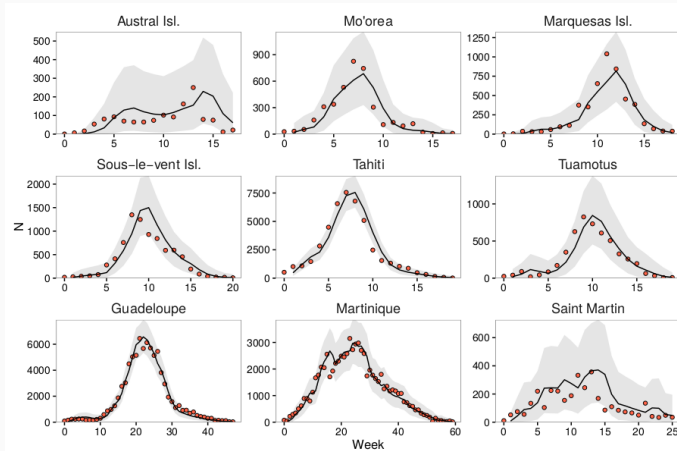 Austral Isl.
Mo'orea
Marquesas Isl.
500
400
300
200
100
0
0 5 10 15
900
600
300
0
0 5 10 15
1250
1000
750
500
250
0
0 5 10 15
Sous−le−vent Isl.
Tahiti
Tuamotus
2000
1500
1000
500
0
0 5 10 15 20
7500
5000
2500
0
0 5 10 15
1000
500
0
0 5 10 15
N
Guadeloupe
Martinique
Saint Martin
6000
4000
2000
0
0 10 20 30 40
3000
2000
1000
0
0 20 40 60
600
400
200
0
0 5 10 15 20 25
Week